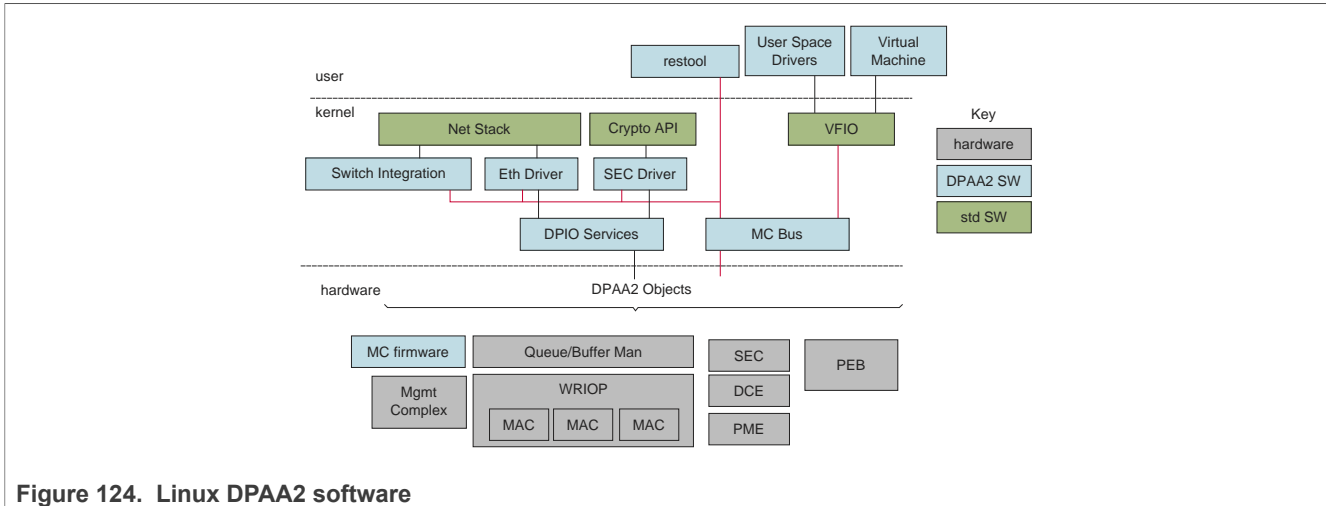 restool
User Space
Drivers
Virtual
Machine
user
kernel
Net Stack
Crypto API
VFIO
Switch Integration
Eth Driver
SEC Driver
DPIO Services
MC Bus
Key
hardware
DPAA2 SW
std SW
hardware
DPAA2 Objects
MC firmware
Queue/Buffer Man
SEC
PEB
Mgmt
Complex
WRIOP
DCE
MAC
MAC
MAC
PME
Figure 124. Linux DPAA2 software